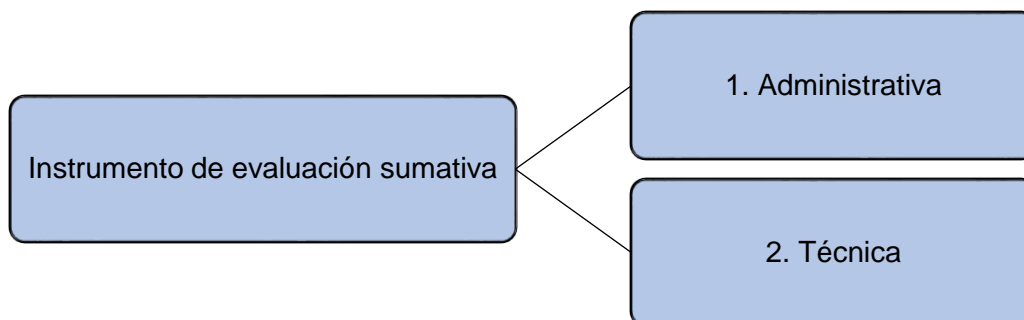 Instrumento de evaluación sumativa
1. Administrativa
2. Técnica